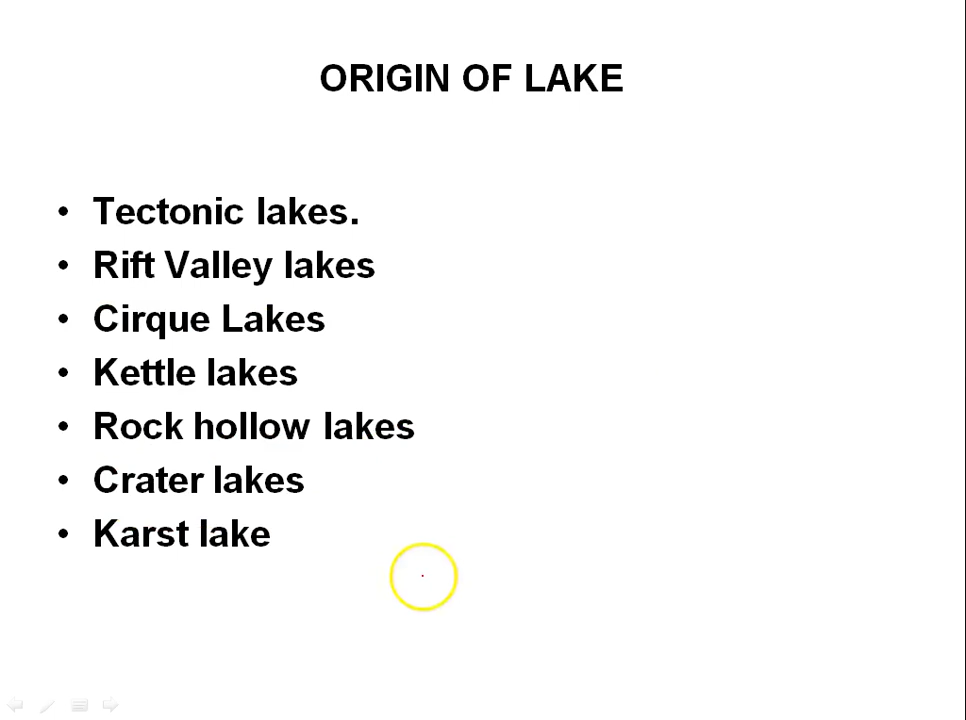 ORIGIN OF LAKE
• Tectonic lakes.
• Rift Valley lakes
• Cirque Lakes
• Kettle lakes
• Rock hollow lakes
• Crater lakes
• Karst lake